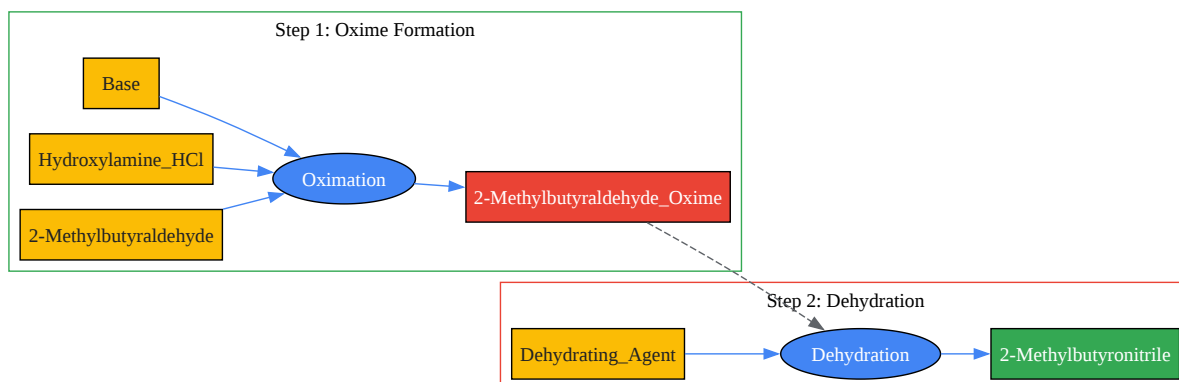 Step 1: Oxime Formation
Base
Hydroxylamine_HCl
Oximation
2-Methylbutyraldehyde_Oxime
2-Methylbutyraldehyde
Step 2: Dehydration
Dehydrating_Agent
Dehydration
2-Methylbutyronitrile